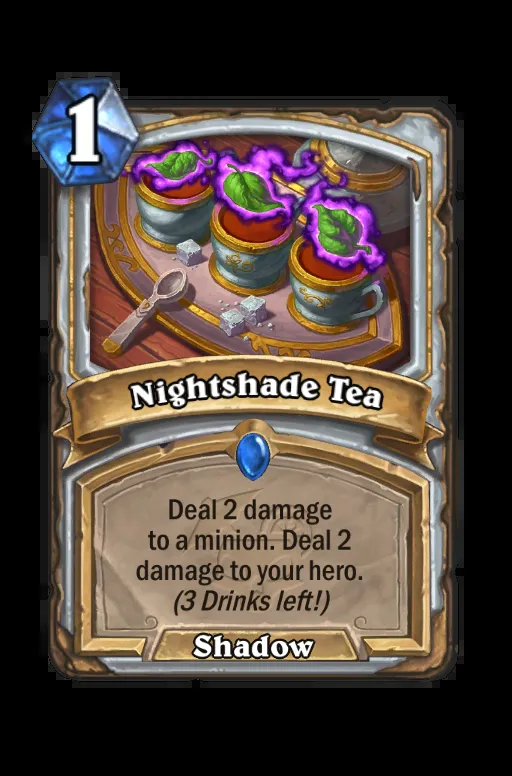 1
Nightshade Tea
Deal 2 damage
to a minion. Deal 2
damage to your hero.
(3 Drinks left!)
Shadow